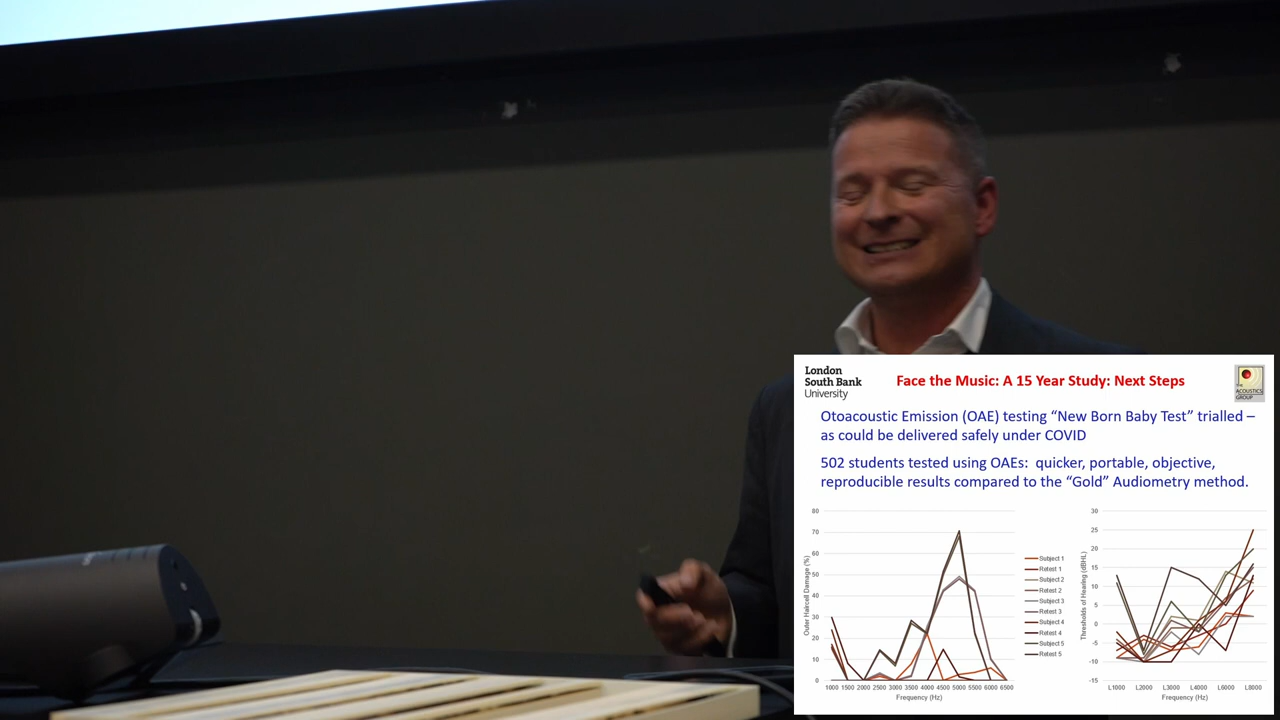 London
South Bank
University
Face the Music: A 15 Year Study: Next Steps
THE
ACOUSTICS
GROUP
Otoacoustic Emission (OAE) testing “New Born Baby Test” trialled –
as could be delivered safely under COVID
502 students tested using OAEs: quicker, portable, objective,
reproducible results compared to the “Gold” Audiometry method.
80
70
60
50
40
30
20
10
0
Outer Haircell Damage (%)
1000 1500 2000 2500 3000 3500 4000 4500 5000 5500 6000 6500
Frequency (Hz)
Subject 1
Retest 1
Subject 2
Retest 2
Subject 3
Retest 3
Subject 4
Retest 4
Subject 5
Retest 5
30
25
20
15
10
5
0
-5
-10
-15
Thresholds of Hearing (dBHL)
L1000 L2000 L3000 L4000 L6000 L8000
Frequency (Hz)